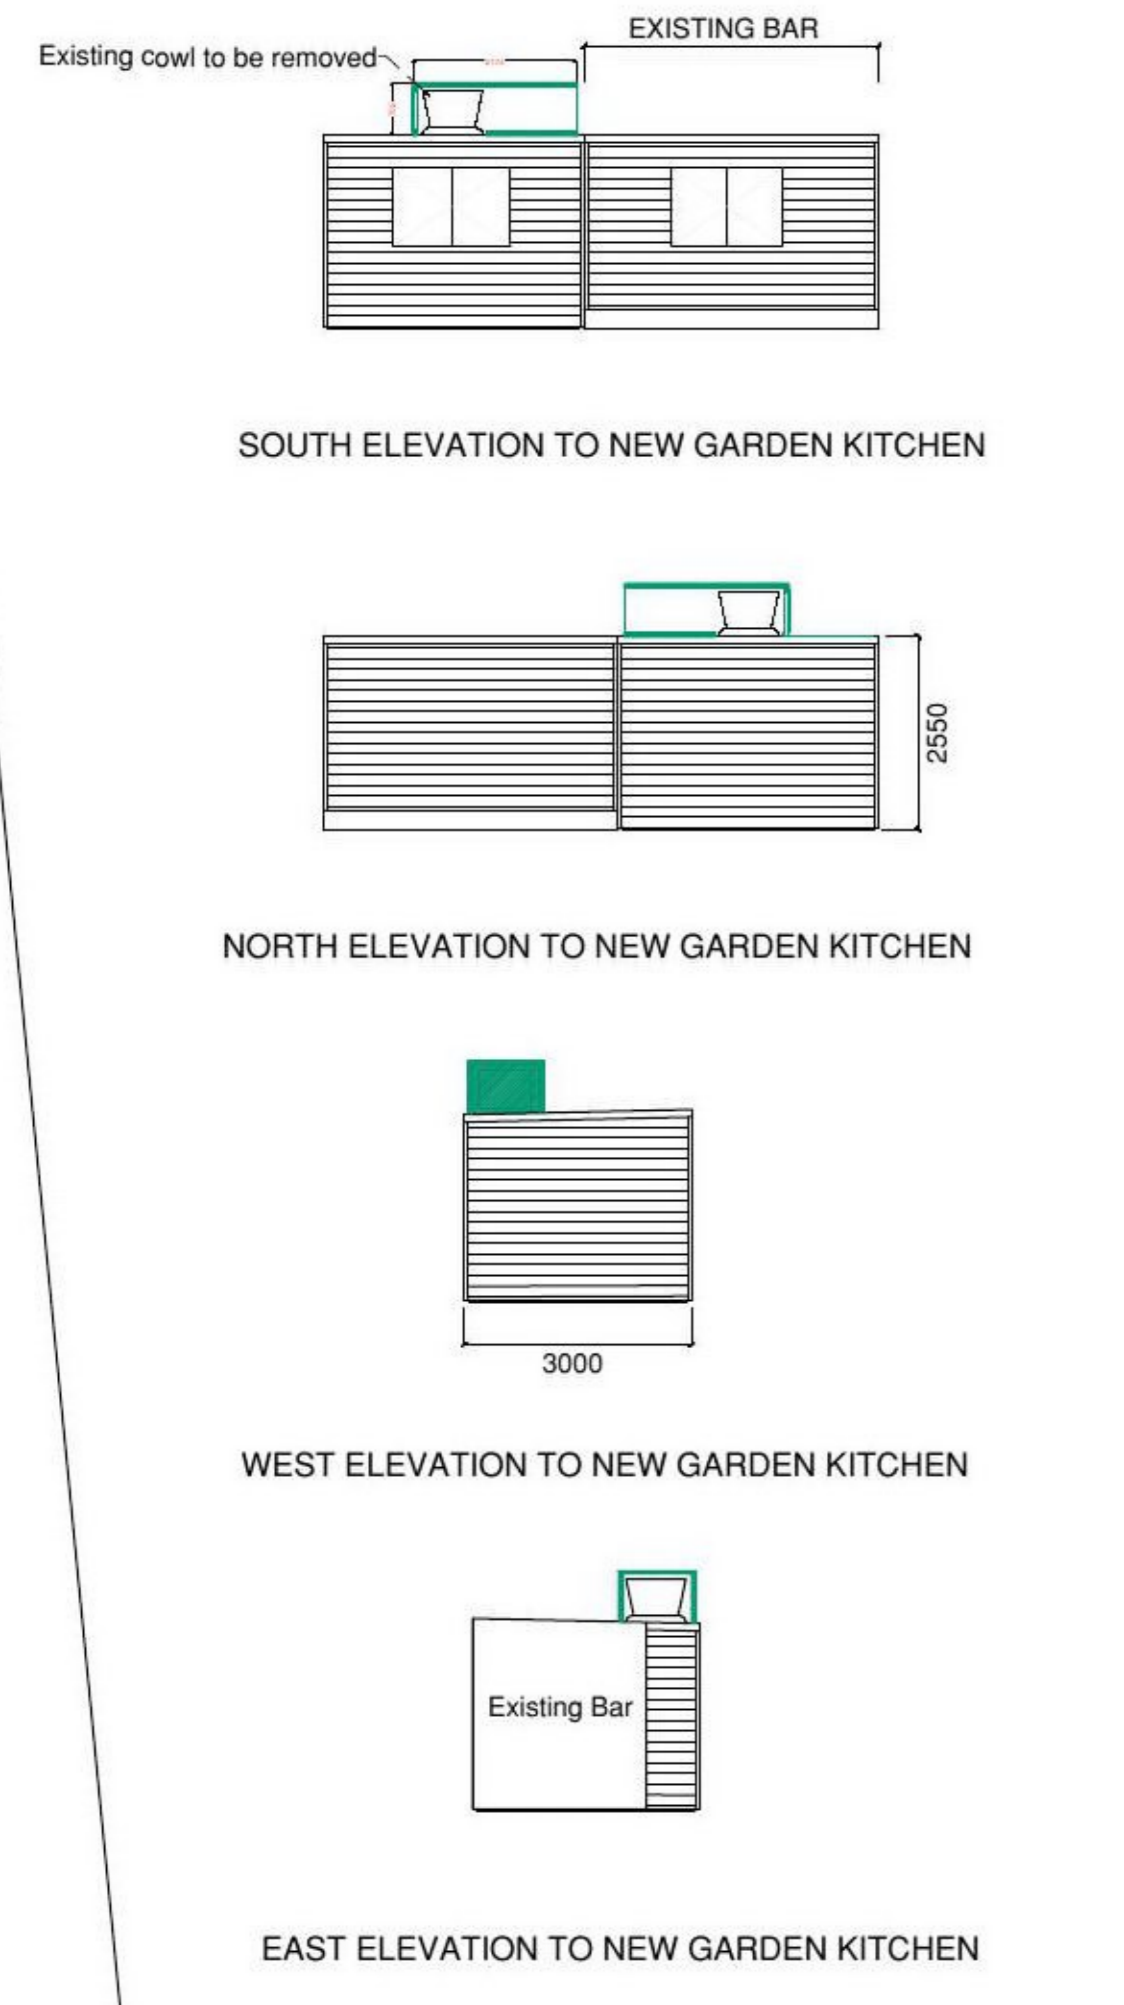 EXISTING BAR
Existing cowl to be removed
SOUTH ELEVATION TO NEW GARDEN KITCHEN
2550
NORTH ELEVATION TO NEW GARDEN KITCHEN
3000
WEST ELEVATION TO NEW GARDEN KITCHEN
Existing Bar
EAST ELEVATION TO NEW GARDEN KITCHEN